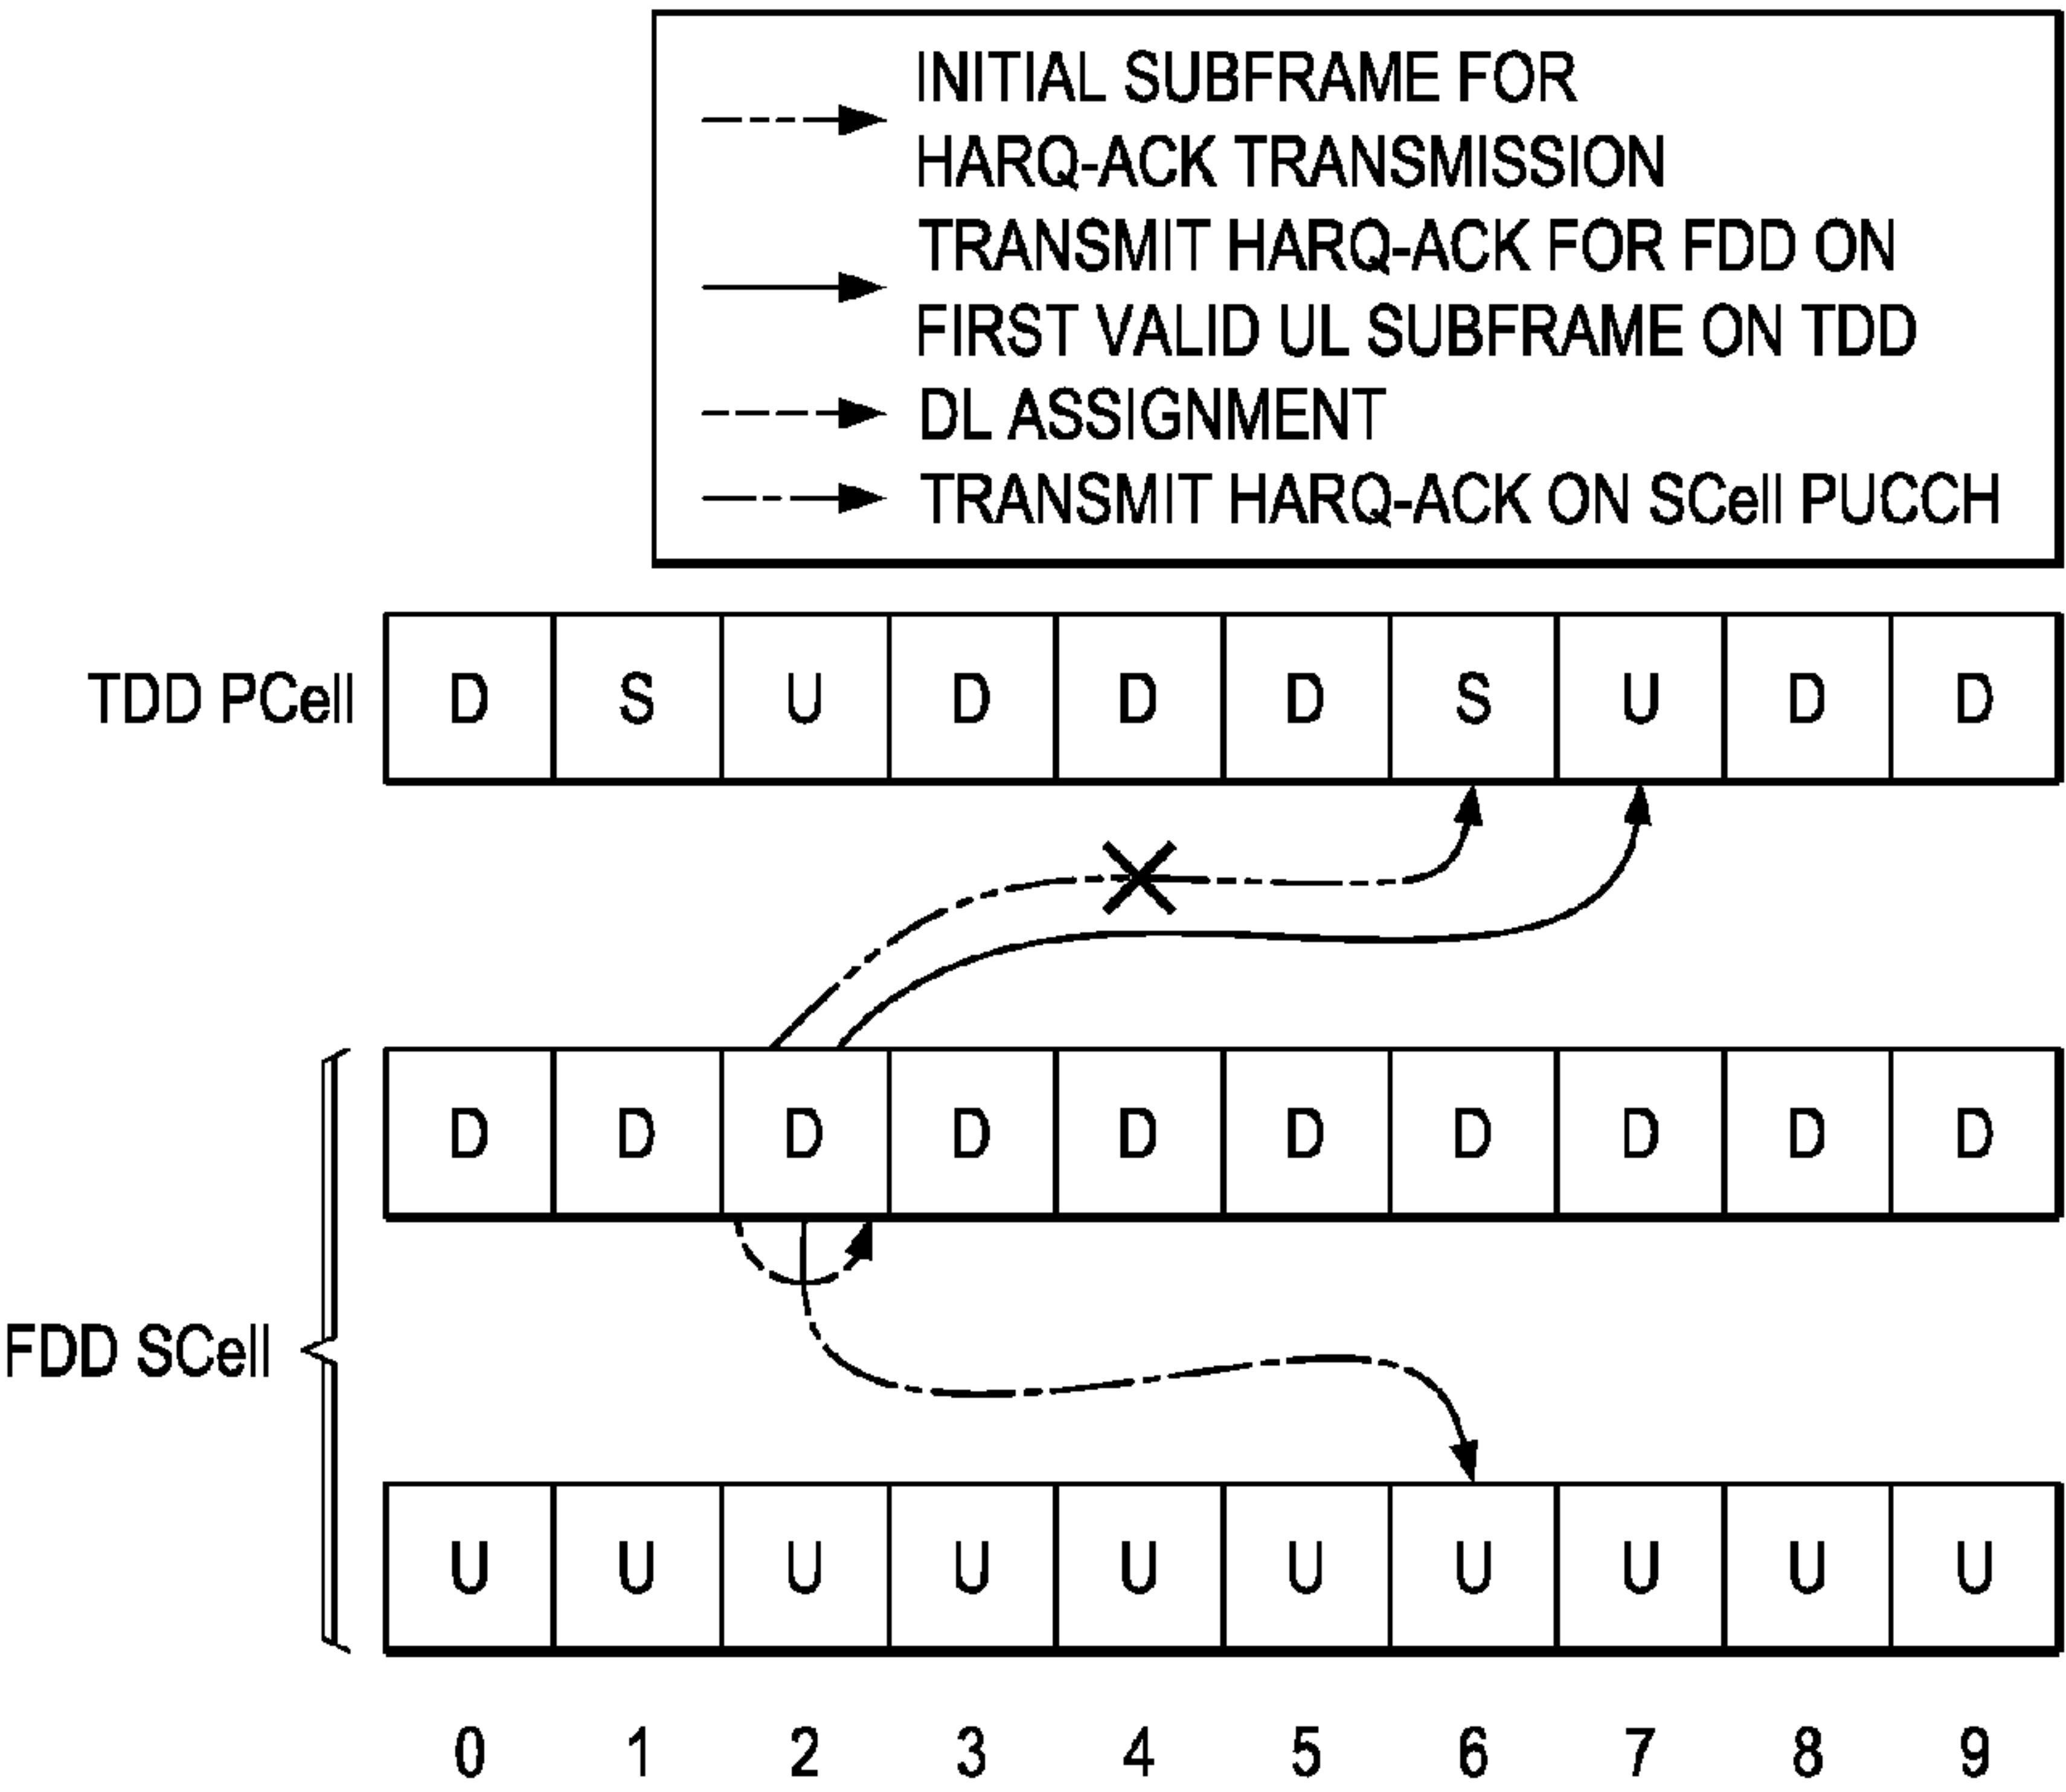 INITIAL SUBFRAME FOR
HARQ-ACK TRANSMISSION
TRANSMIT HARQ-ACK FOR FDD ON
FIRST VALID UL SUBFRAME ON TDD
DL ASSIGNMENT
TRANSMIT HARQ-ACK ON SCell PUCCH
TDD PCell D S U D D D S U D D
D D D D D D D D D D
FDD SCell
U U U U U U U U U U
0 1 2 3 4 5 6 7 8 9